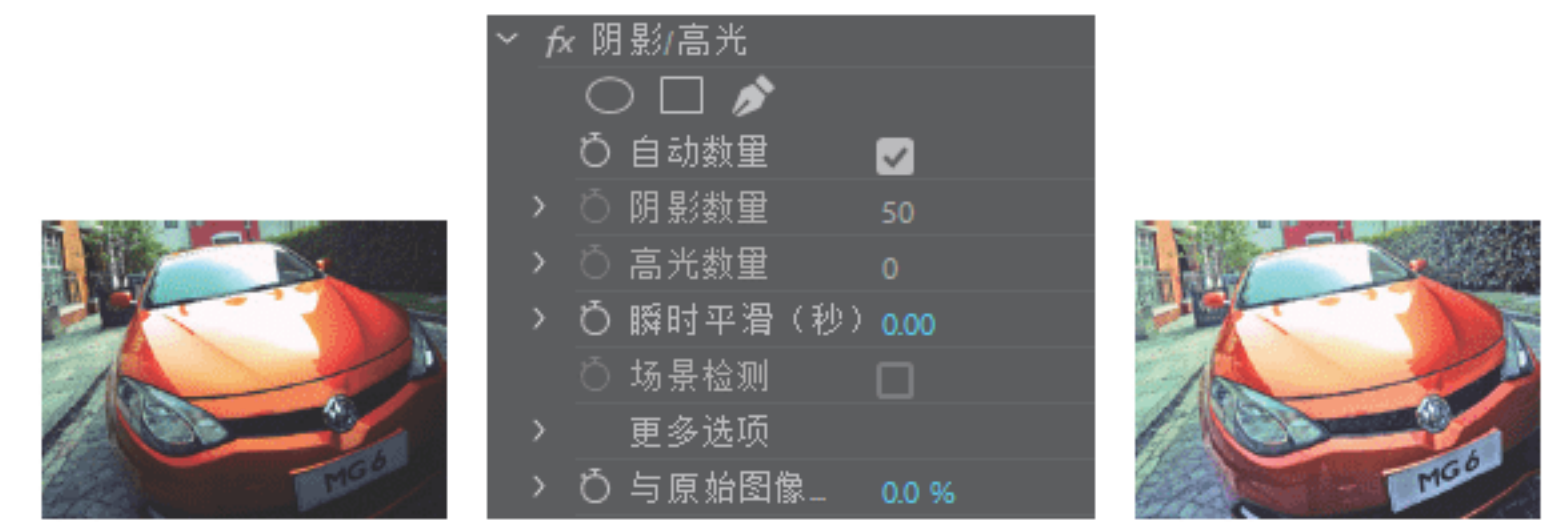 MG6
fx 阴影/高光
自动数量
阴影数量 50
高光数量 0
瞬时平滑（秒） 0.00
场景检测
更多选项
与原始图像... 0.0 %
MG6